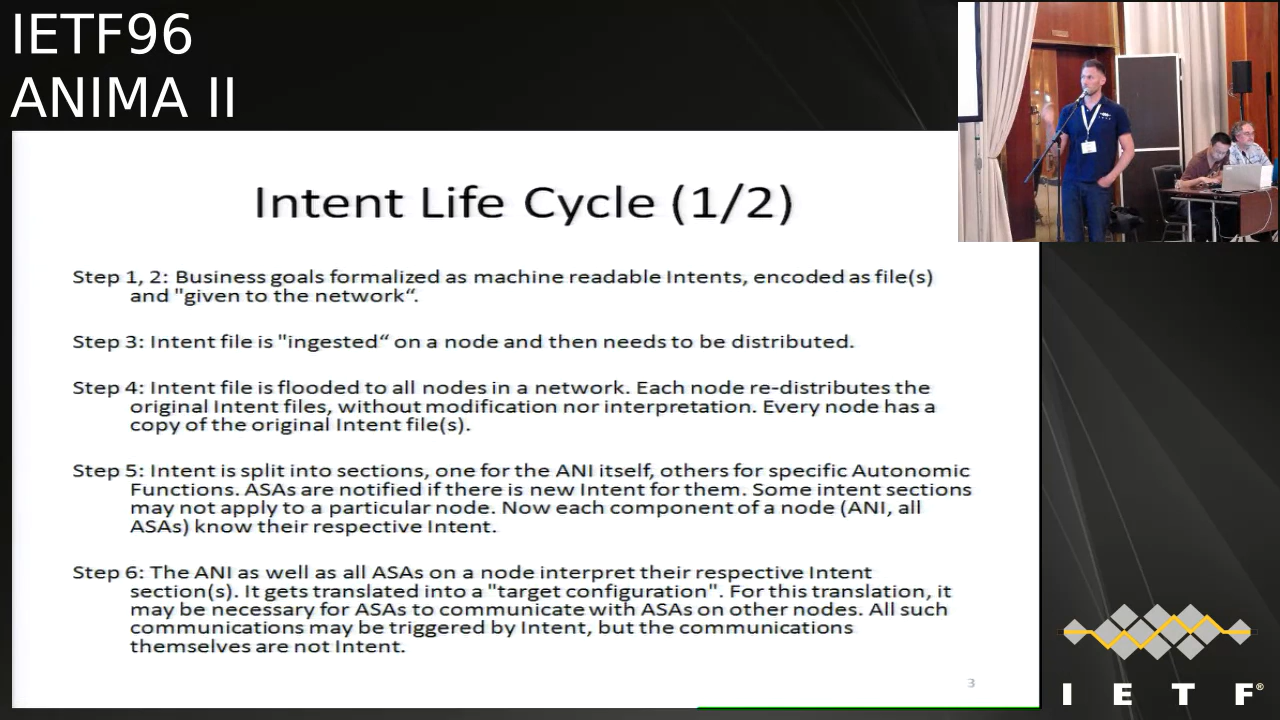 IETF96
ANIMA II
Intent Life Cycle (1/2)
Step 1, 2: Business goals formalized as machine readable Intents, encoded as file(s)
and "given to the network“.
Step 3: Intent file is "ingested“ on a node and then needs to be distributed.
Step 4: Intent file is flooded to all nodes in a network. Each node re-distributes the
original Intent files, without modification nor interpretation. Every node has a
copy of the original Intent file(s).
Step 5: Intent is split into sections, one for the ANI itself, others for specific Autonomic
Functions. ASAs are notified if there is new Intent for them. Some intent sections
may not apply to a particular node. Now each component of a node (ANI, all
ASAs) know their respective Intent.
Step 6: The ANI as well as all ASAs on a node interpret their respective Intent
section(s). It gets translated into a "target configuration". For this translation, it
may be necessary for ASAs to communicate with ASAs on other nodes. All such
communications may be triggered by Intent, but the communications
themselves are not Intent.
3
I E T F®